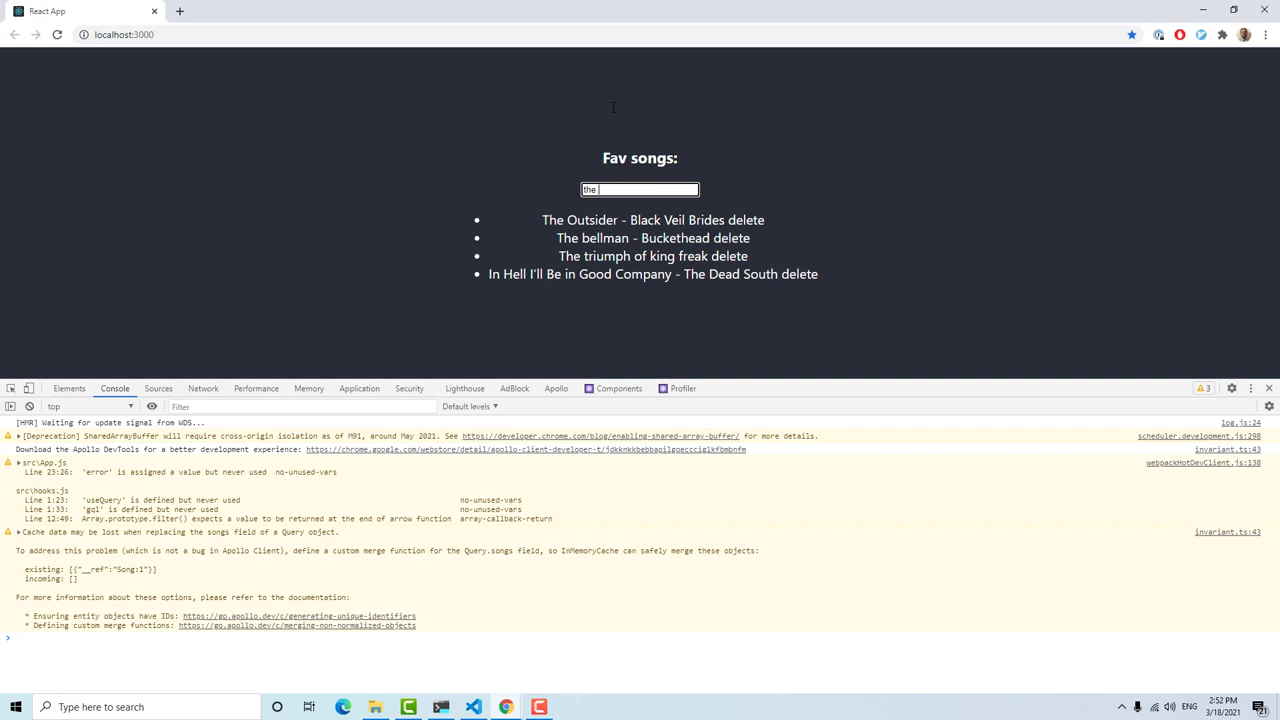 React App
localhost:3000
Fav songs:
the
The Outsider - Black Veil Brides delete
The bellman - Buckethead delete
The triumph of king freak delete
In Hell I'll Be in Good Company - The Dead South delete
Elements Console Sources Network Performance Memory Application Security Lighthouse AdBlock Apollo Components Profiler 3
top Filter Default levels
[HMR] Waiting for update signal from WDS... log.js:24
[Deprecation] SharedArrayBuffer will require cross-origin isolation as of M91, around May 2021. See https://developer.chrome.com/blog/enabling-shared-array-buffer/ for more details. scheduler.development.js:298
Download the Apollo DevTools for a better development experience: https://chrome.google.com/webstore/detail/apollo-client-developer-t/jdkknkkbebbapilgoeccciglkfbmbnfm invariant.ts:43
src\App.js webpackHotDevClient.js:138
Line 23:26: 'error' is assigned a value but never used no-unused-vars
src\hooks.js
Line 1:23: 'useQuery' is defined but never used no-unused-vars
Line 1:33: 'gql' is defined but never used no-unused-vars
Line 12:49: Array.prototype.filter() expects a value to be returned at the end of arrow function array-callback-return
Cache data may be lost when replacing the songs field of a Query object. invariant.ts:43
To address this problem (which is not a bug in Apollo Client), define a custom merge function for the Query.songs field, so InMemoryCache can safely merge these objects:
existing: [{"__ref":"Song:1"}]
incoming: []
For more information about these options, please refer to the documentation:
* Ensuring entity objects have IDs: https://go.apollo.dev/c/generating-unique-identifiers
* Defining custom merge functions: https://go.apollo.dev/c/merging-non-normalized-objects
Type here to search
ENG
2:52 PM
3/18/2021
21